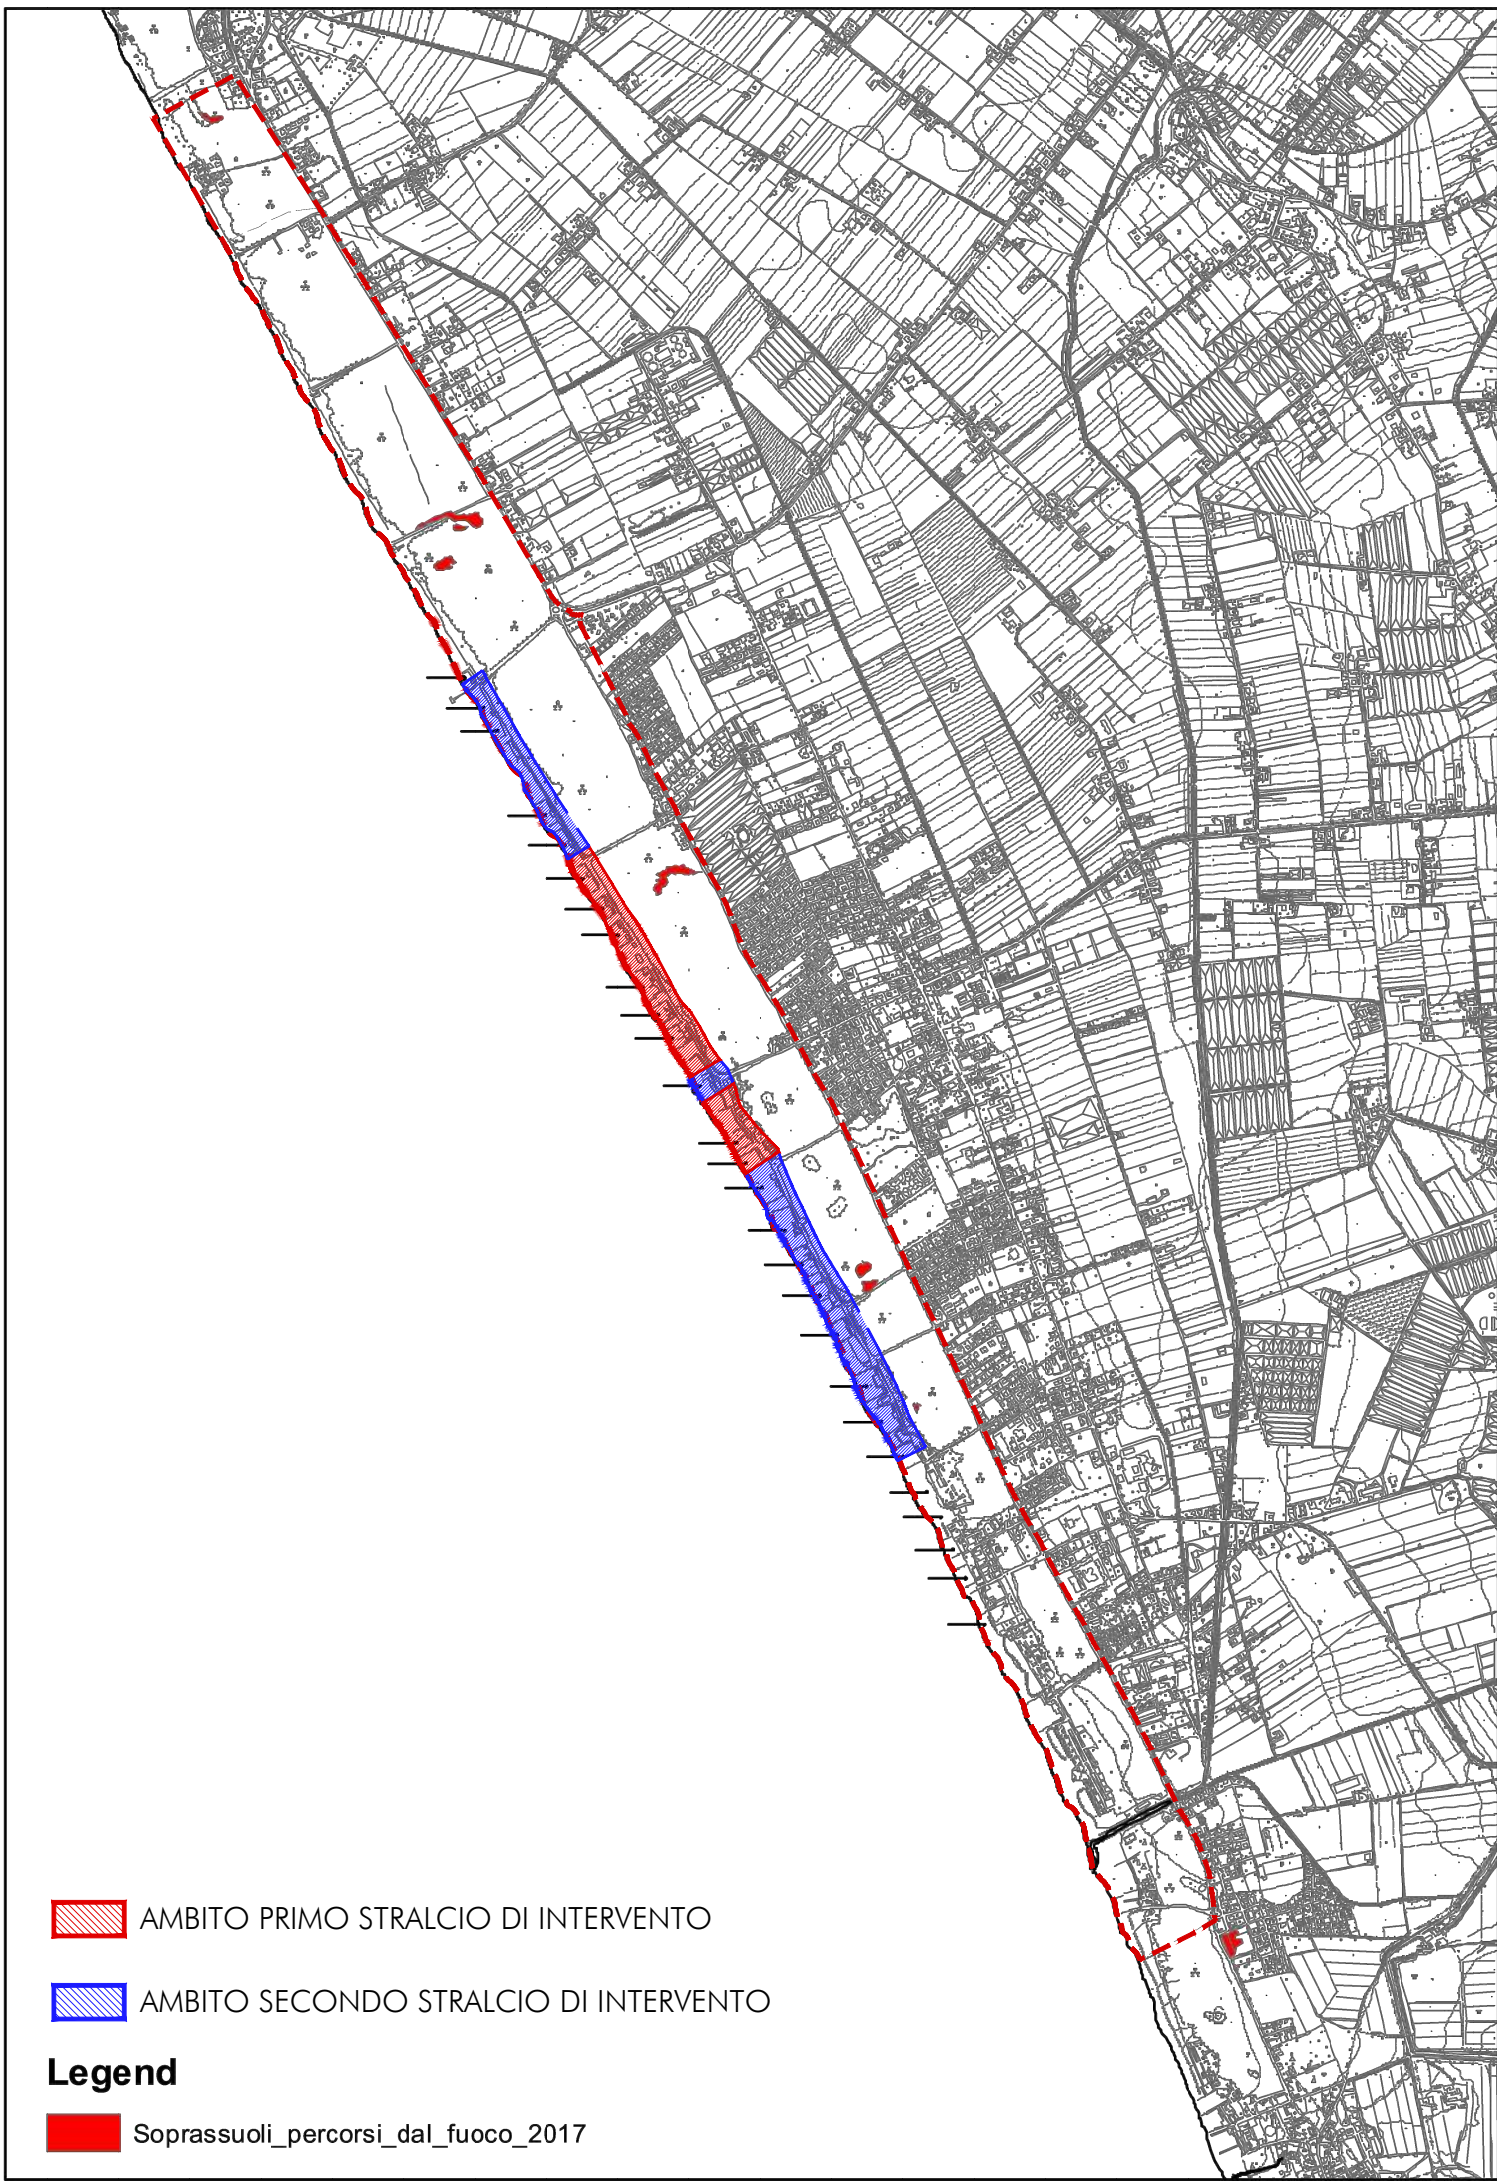 AMBITO PRIMO STRALCIO DI INTERVENTO
AMBITO SECONDO STRALCIO DI INTERVENTO
Legend
Soprassuoli_percorsi_dal_fuoco_2017